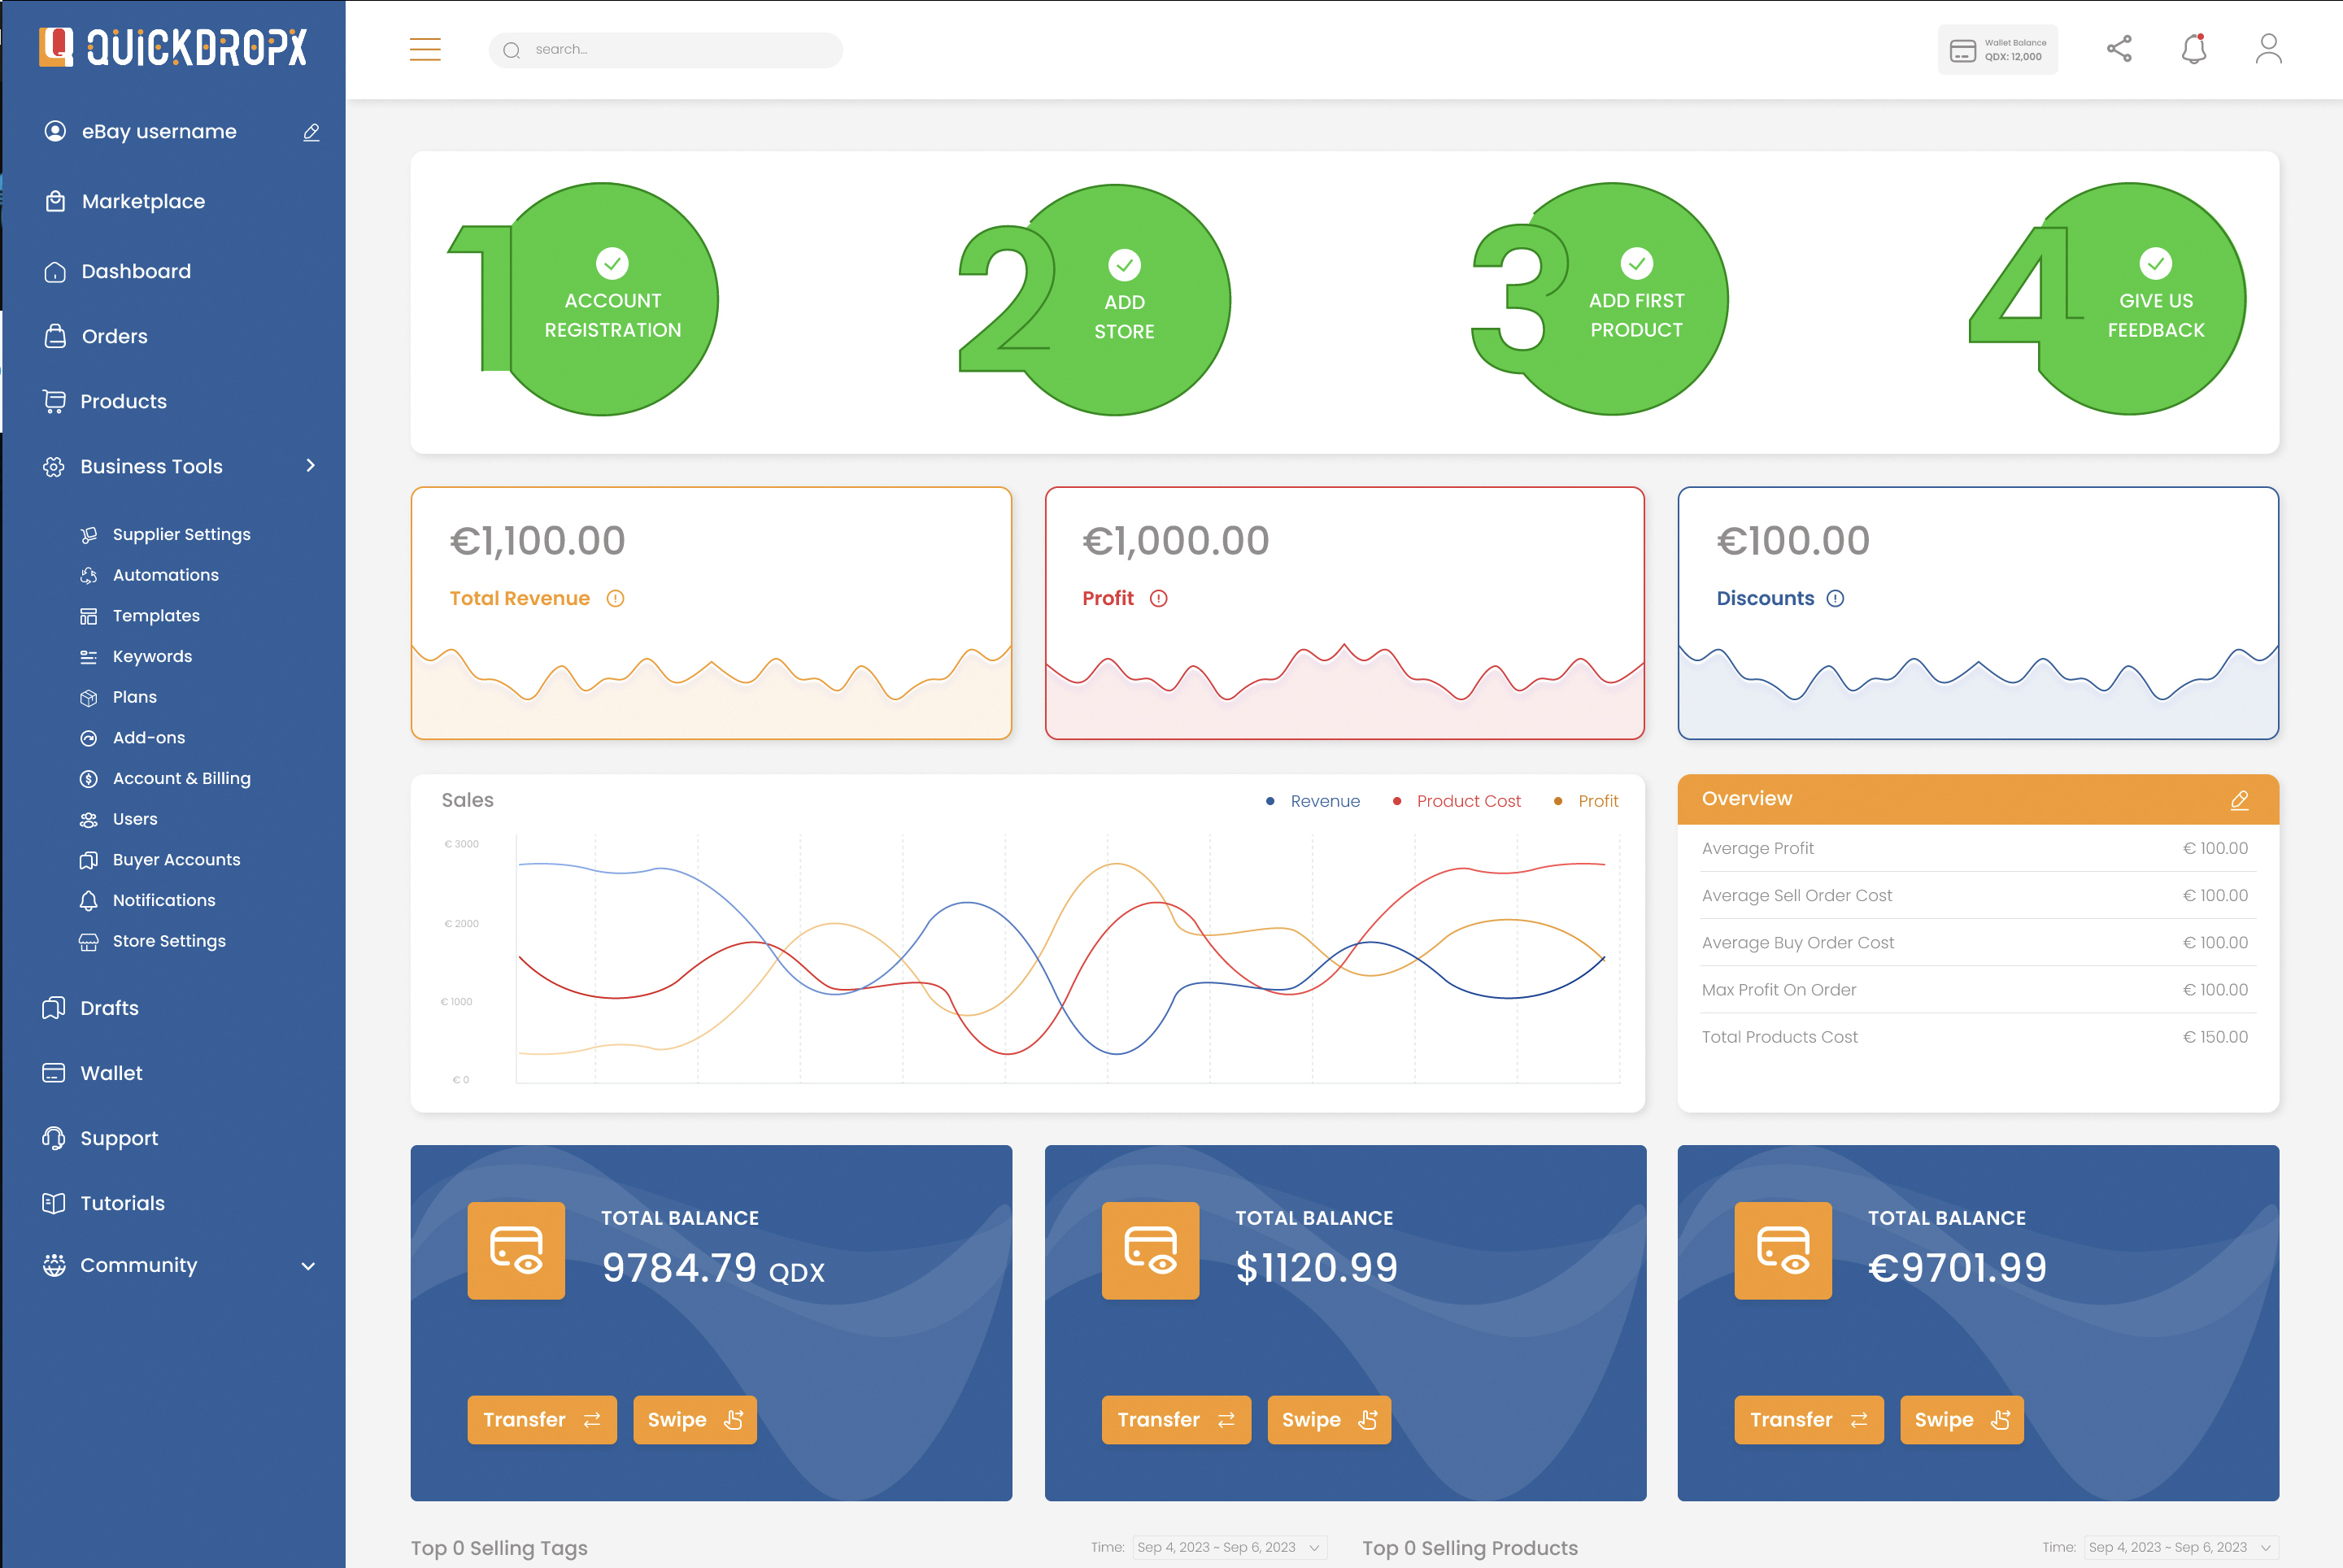 QUICKDROPX
search...
Wallet Balance
QDX: 12,000
eBay username
Marketplace
Dashboard
Orders
Products
Business Tools
Supplier Settings
Automations
Templates
Keywords
Plans
Add-ons
Account & Billing
Users
Buyer Accounts
Notifications
Store Settings
Drafts
Wallet
Support
Tutorials
Community
1
ACCOUNT
REGISTRATION
2
ADD
STORE
3
ADD FIRST
PRODUCT
4
GIVE US
FEEDBACK
€1,100.00
Total Revenue
€1,000.00
Profit
€100.00
Discounts
Sales
Revenue
Product Cost
Profit
€ 3000
€ 2000
€ 1000
€ 0
Overview
Average Profit € 100.00
Average Sell Order Cost € 100.00
Average Buy Order Cost € 100.00
Max Profit On Order € 100.00
Total Products Cost € 150.00
TOTAL BALANCE
9784.79 QDX
Transfer
Swipe
TOTAL BALANCE
$1120.99
Transfer
Swipe
TOTAL BALANCE
€9701.99
Transfer
Swipe
Top 0 Selling Tags
Time: Sep 4, 2023 ~ Sep 6, 2023
Top 0 Selling Products
Time: Sep 4, 2023 ~ Sep 6, 2023